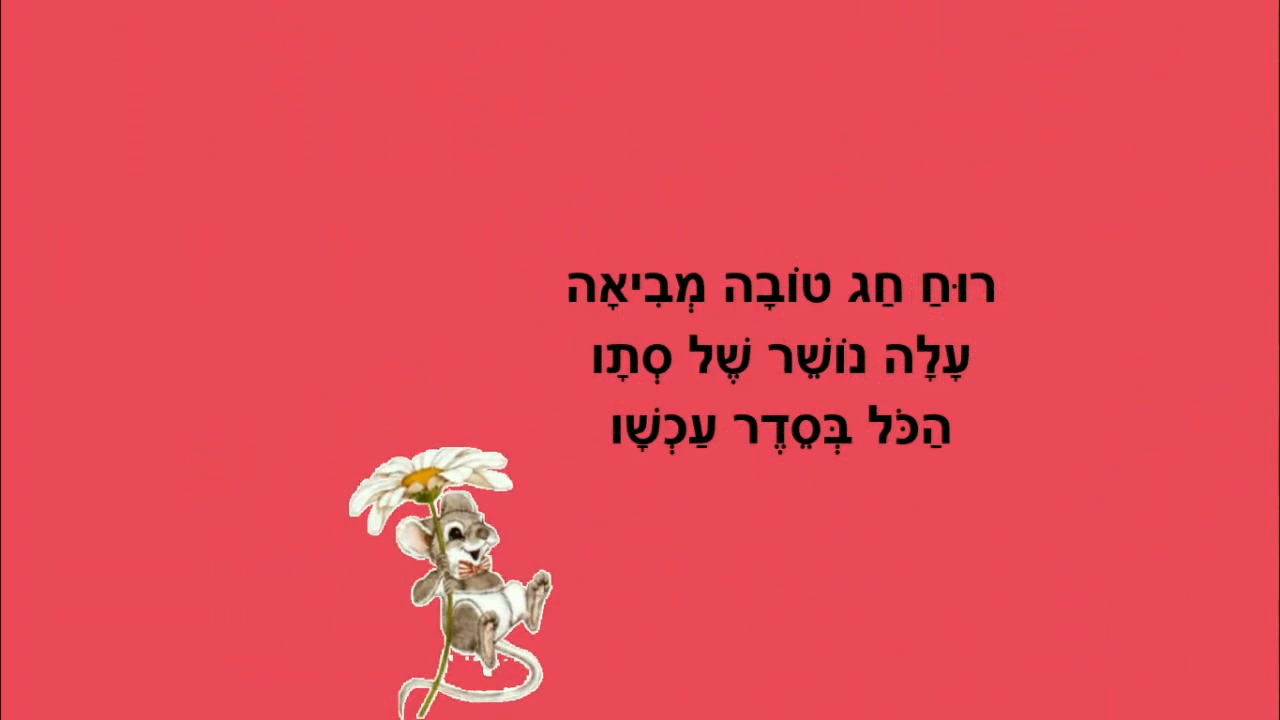 רוּחַ חַג טוֹבָה מְבִיאָה
עָלָה נוֹשֵׁר שֶׁל סְתָו
הַכֹּל בְּסֵדֶר עַכְשָׁו